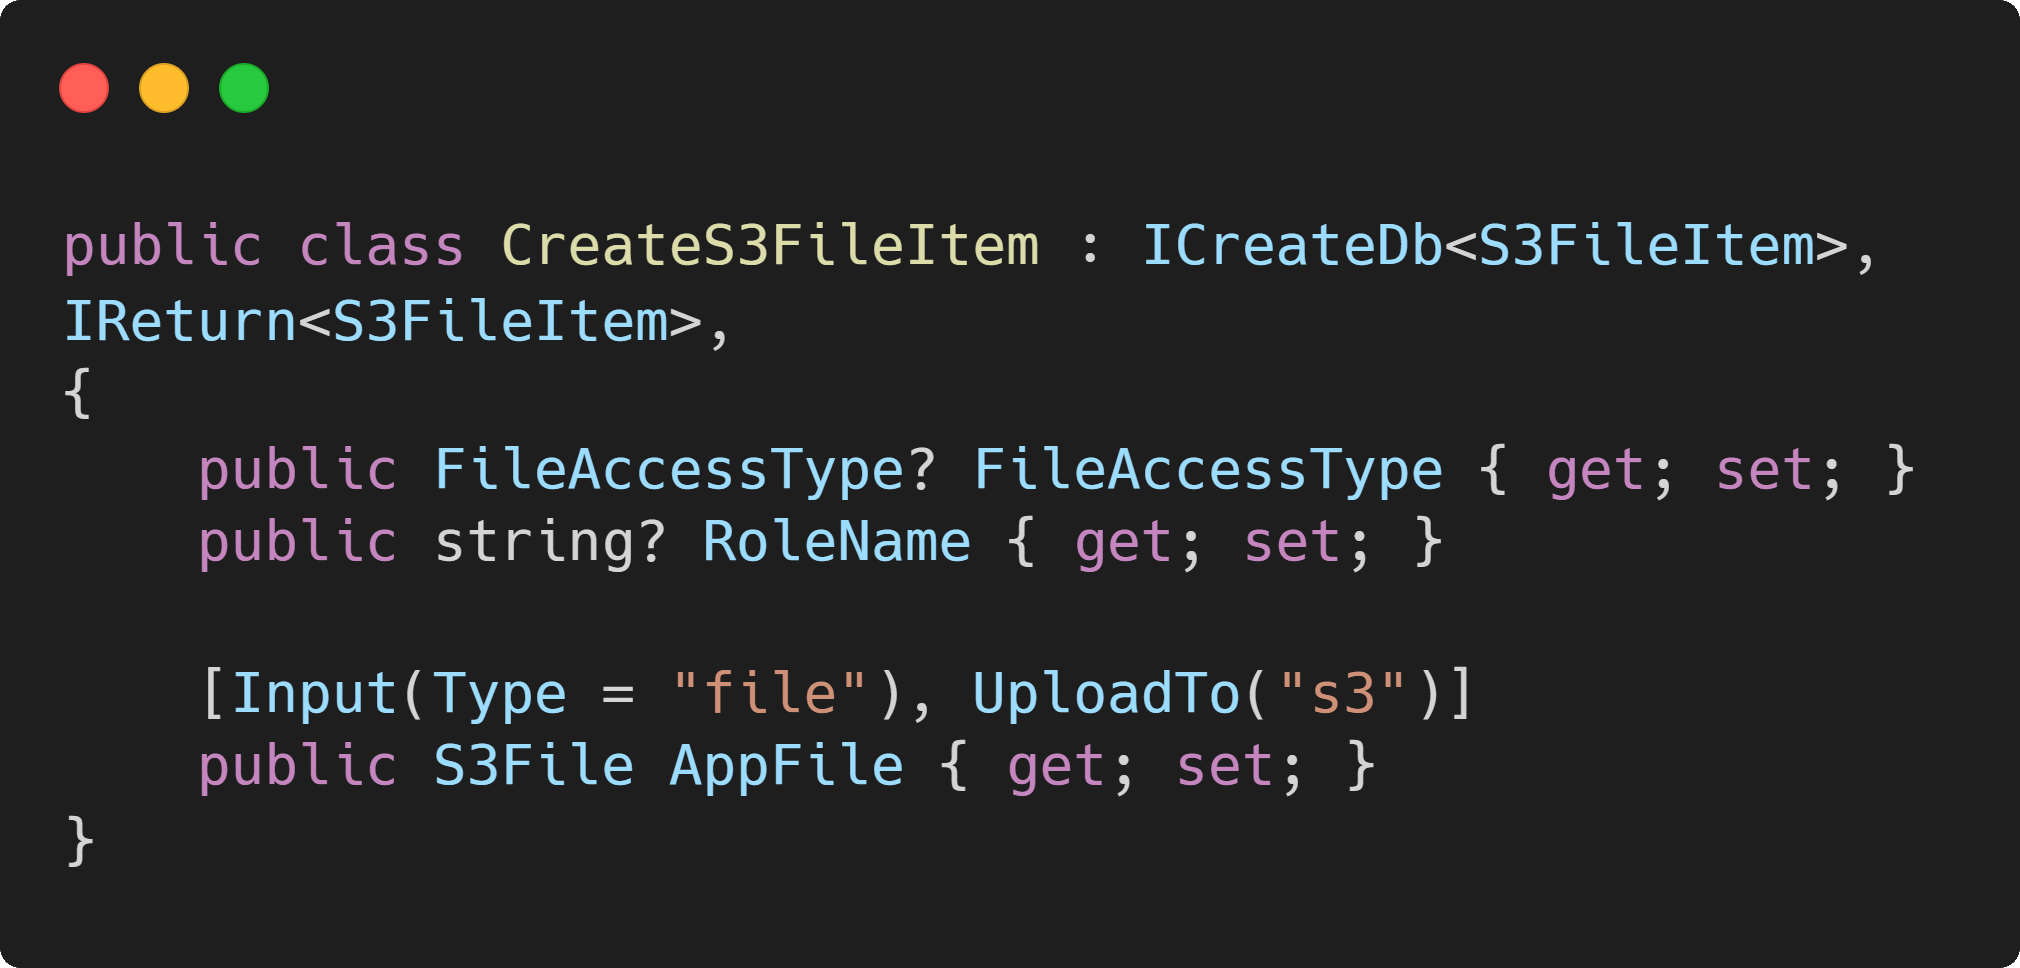 public class CreateS3FileItem : ICreateDb<S3FileItem>,
IReturn<S3FileItem>,
{
    public FileAccessType? FileAccessType { get; set; }
    public string? RoleName { get; set; }

    [Input(Type = "file"), UploadTo("s3")]
    public S3File AppFile { get; set; }
}